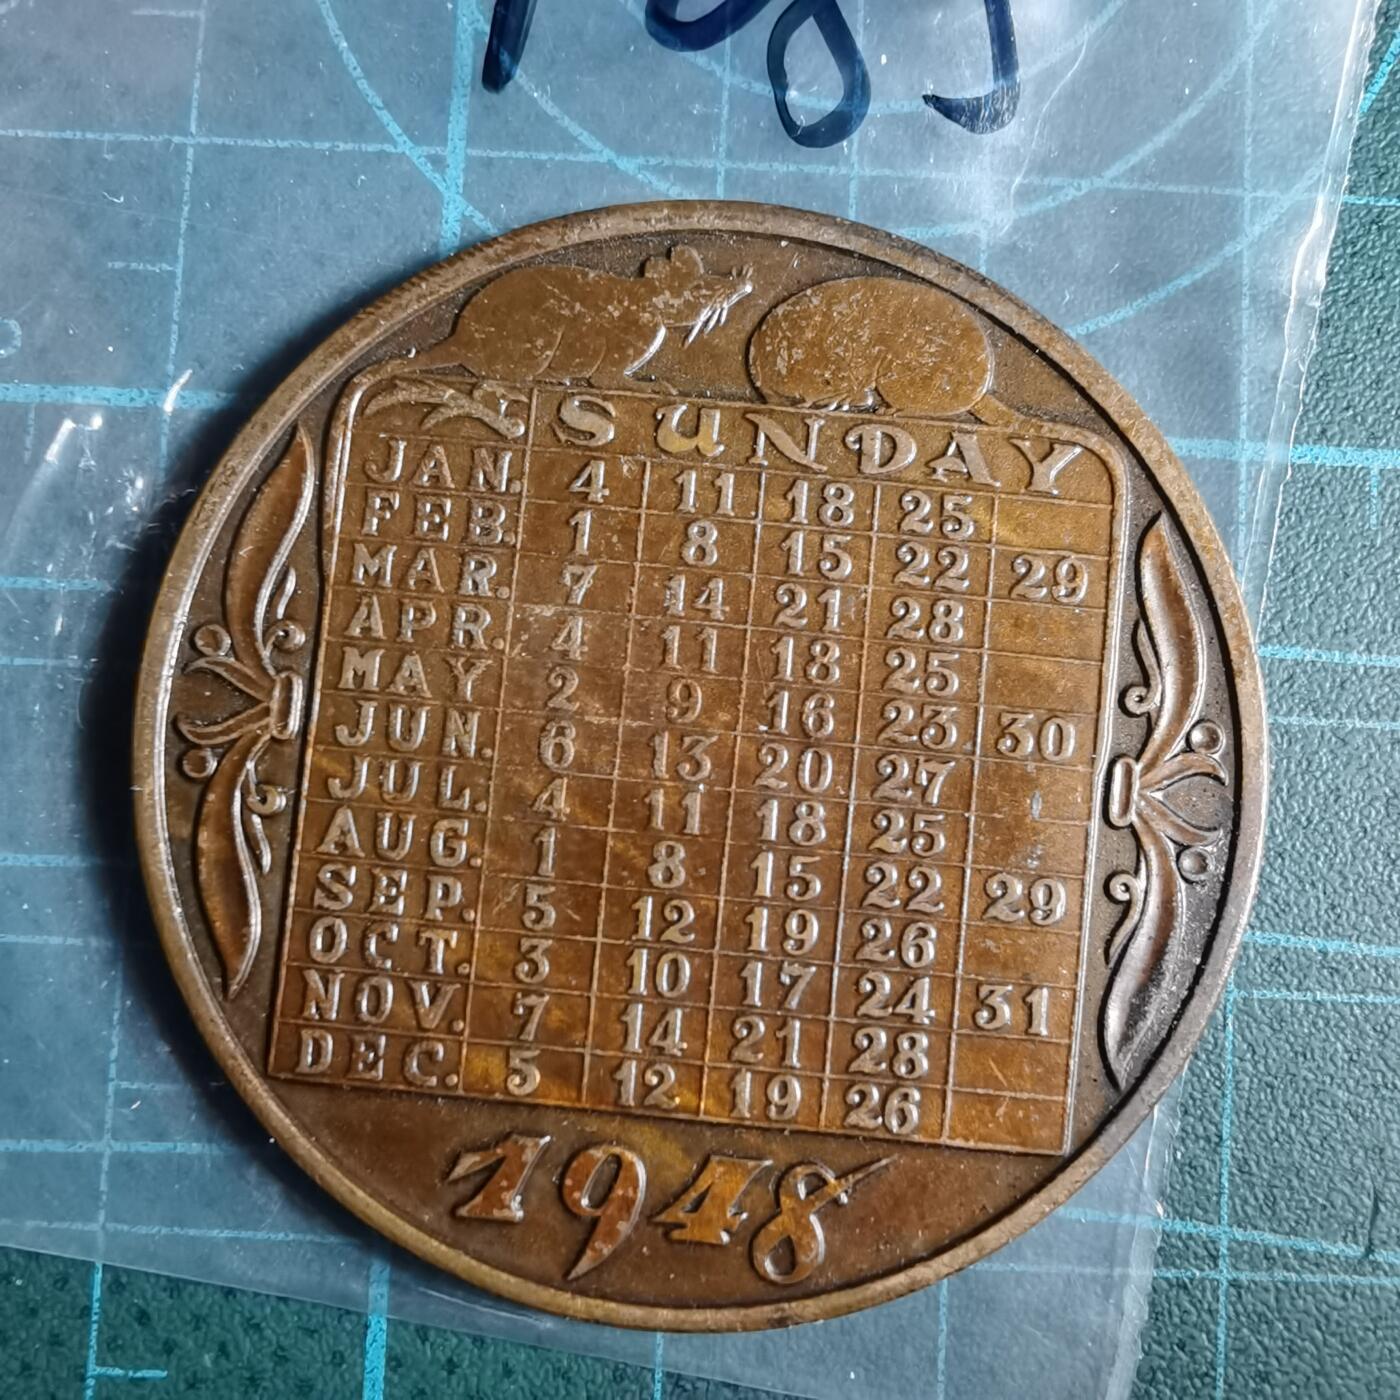 SUNDAY
JAN. 4 11 18 25
FEB. 1 8 15 22 29
MAR. 7 14 21 28
APR. 4 11 18 25
MAY 2 9 16 23 30
JUN. 6 13 20 27
JUL. 4 11 18 25
AUG. 1 8 15 22 29
SEP. 5 12 19 26
OCT. 3 10 17 24 31
NOV. 7 14 21 28
DEC. 5 12 19 26
1948